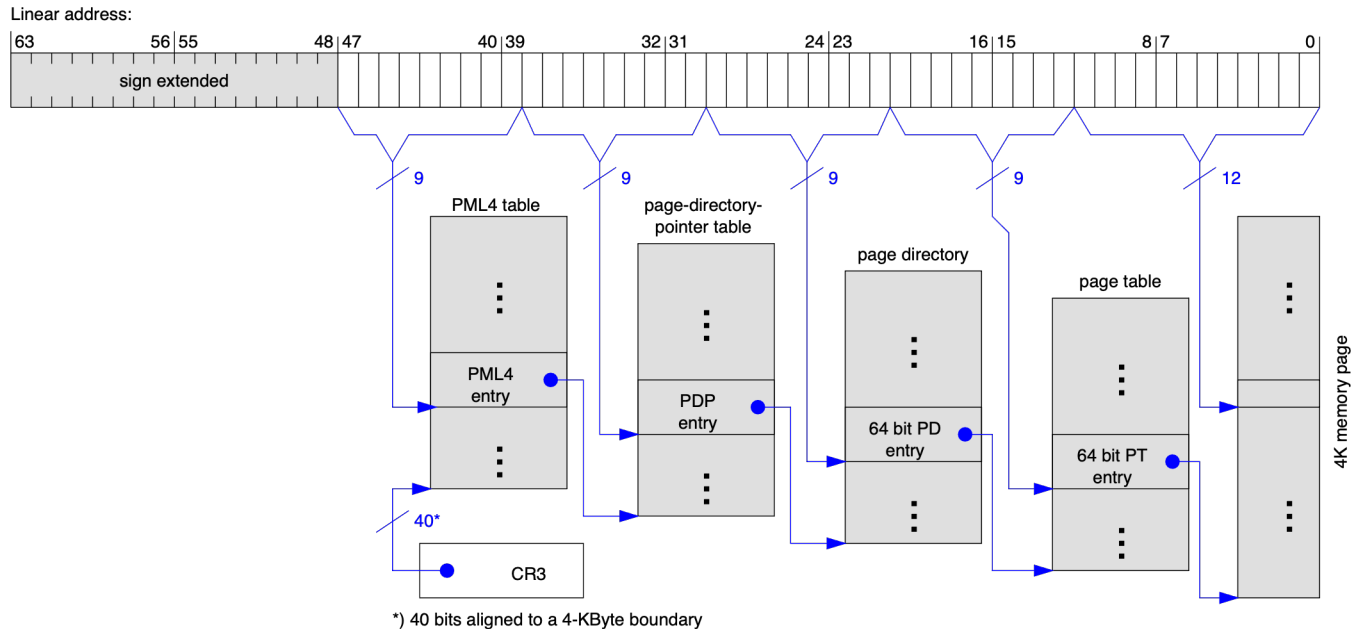 Linear address:
63 56 55 48 47 40 39 32 31 24 23 16 15 8 7 0
sign extended
9 9 9 9 12
PML4 table
page-directory-
pointer table
page directory
page table
PML4
entry
PDP
entry
64 bit PD
entry
64 bit PT
entry
4K memory page
40*
CR3
*) 40 bits aligned to a 4-KByte boundary